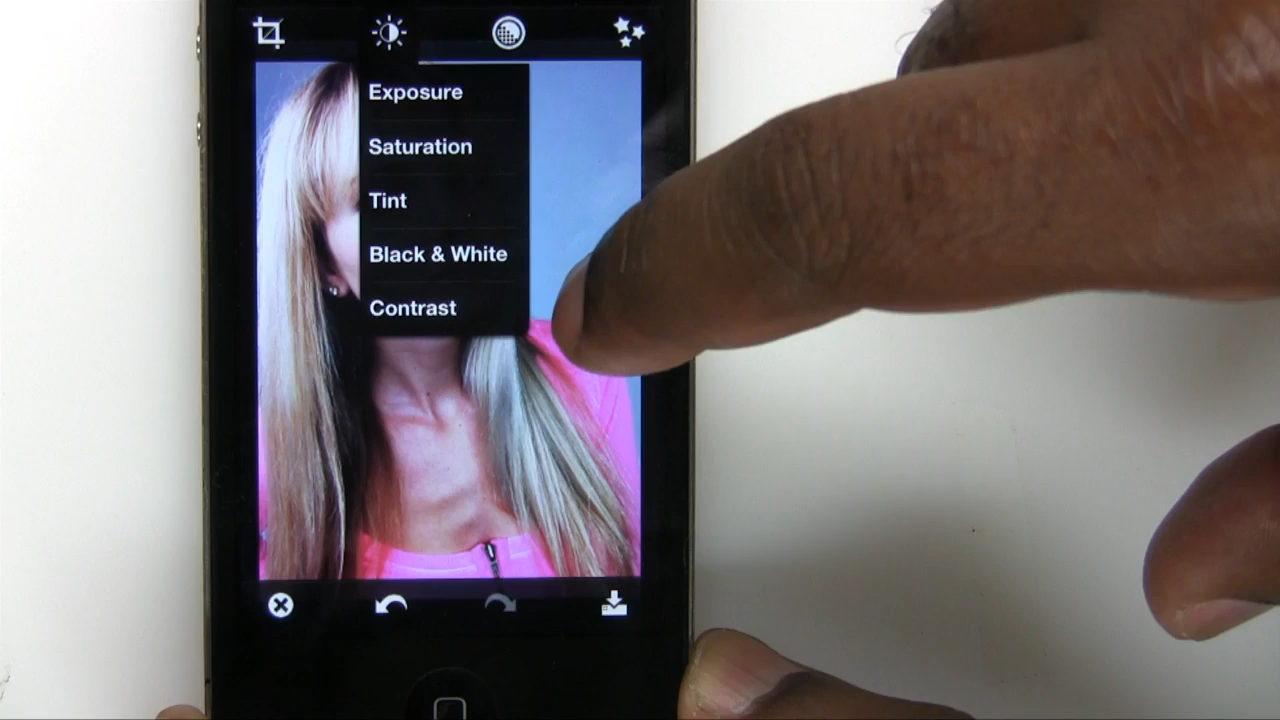 Exposure
Saturation
Tint
Black & White
Contrast